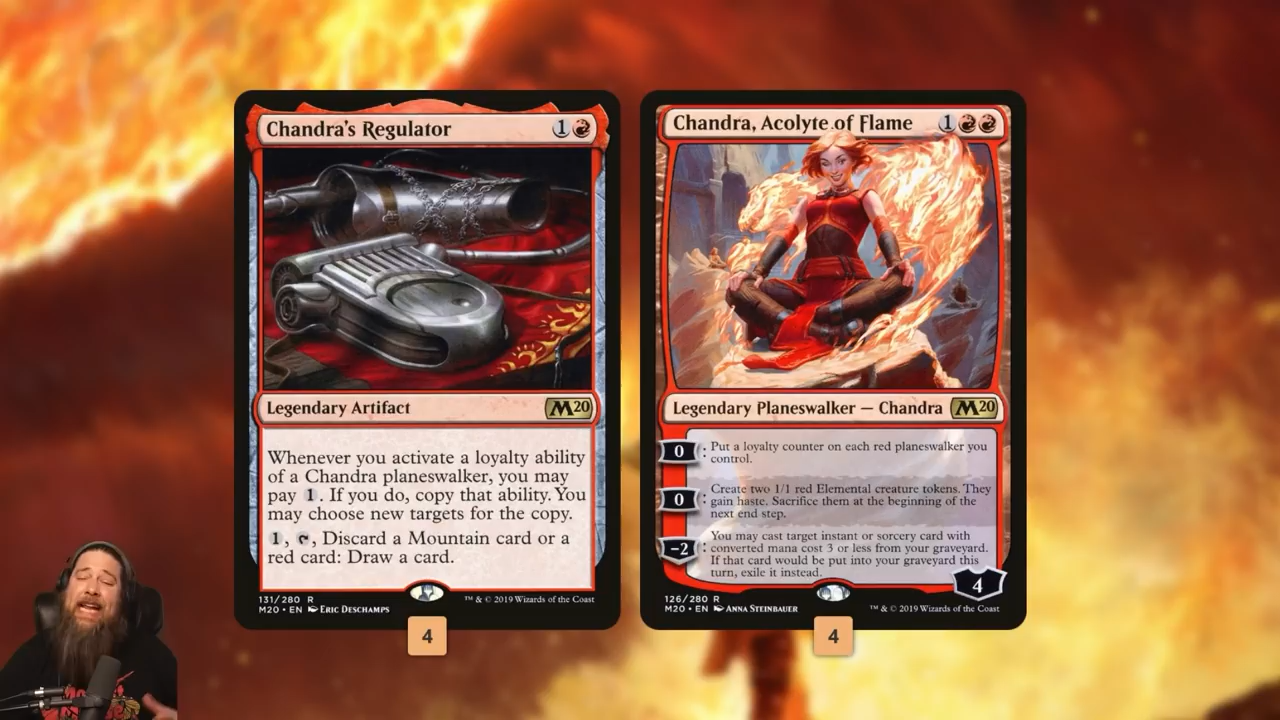 Chandra's Regulator 1
Legendary Artifact M20
Whenever you activate a loyalty ability
of a Chandra planeswalker, you may
pay 1. If you do, copy that ability. You
may choose new targets for the copy.
1, , Discard a Mountain card or a
red card: Draw a card.
131/280 R
M20 • EN Eric Deschamps ™ & © 2019 Wizards of the Coast
4
Chandra, Acolyte of Flame 1
Legendary Planeswalker — Chandra M20
0: Put a loyalty counter on each red planeswalker you
control.
0: Create two 1/1 red Elemental creature tokens. They
gain haste. Sacrifice them at the beginning of the
next end step.
-2: You may cast target instant or sorcery card with
converted mana cost 3 or less from your graveyard.
If that card would be put into your graveyard this
turn, exile it instead.
4
126/280 R
M20 • EN Anna Steinbauer ™ & © 2019 Wizards of the Coast
4